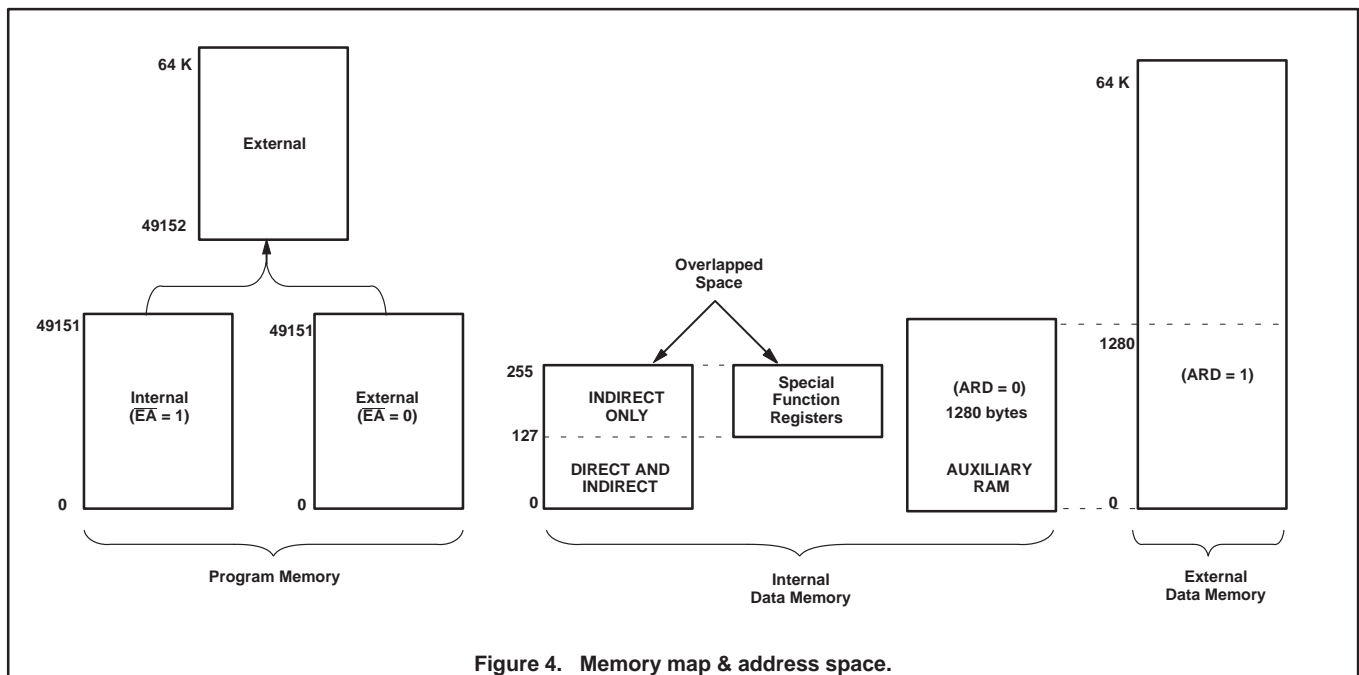 64 K
External
49152
49151
Internal
(EA = 1)
0
49151
External
(EA = 0)
0
Program Memory
Overlapped
Space
255
INDIRECT
ONLY
127
DIRECT AND
INDIRECT
0
Special
Function
Registers
(ARD = 0)
1280 bytes
AUXILIARY
RAM
Internal
Data Memory
64 K
1280
(ARD = 1)
0
External
Data Memory
Figure 4. Memory map & address space.